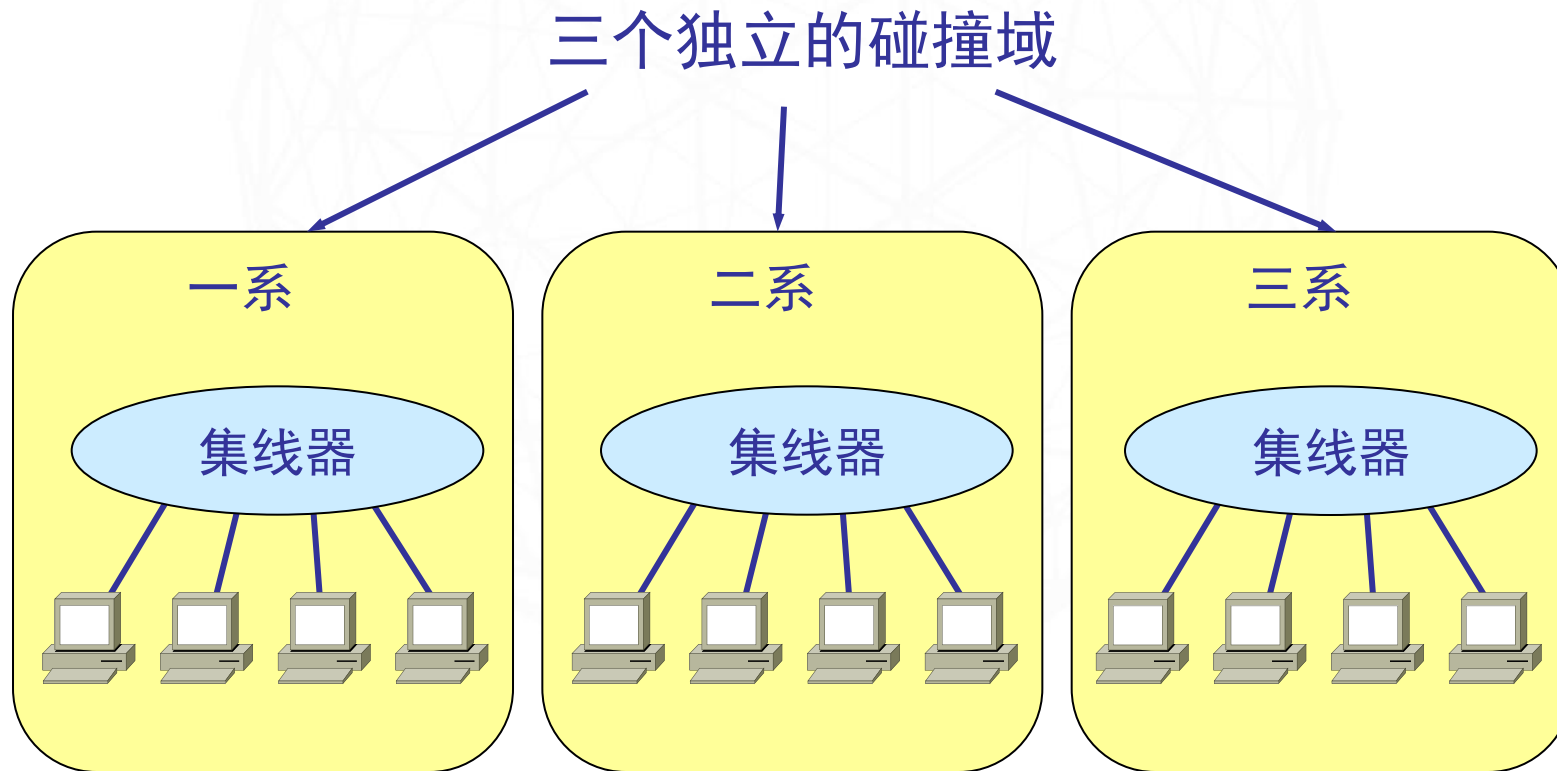 三个独立的碰撞域
一系
二系
三系
集线器
集线器
集线器